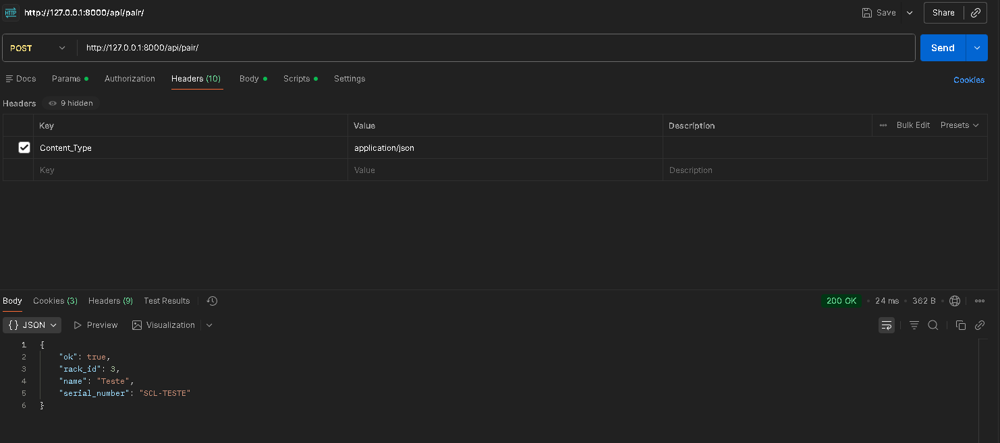 HTTP http://127.0.0.1:8000/api/pair/ Save Share
POST http://127.0.0.1:8000/api/pair/ Send
Docs Params Authorization Headers (10) Body Scripts Settings Cookies
Headers 9 hidden
Key Value Description Bulk Edit Presets
Content_Type application/json
Key Value Description
Body Cookies (3) Headers (9) Test Results 200 OK • 24 ms • 362 B •
{} JSON Preview Visualization
1 {
2 "ok": true,
3 "rack_id": 3,
4 "name": "Teste",
5 "serial_number": "SCL-TESTE"
6 }